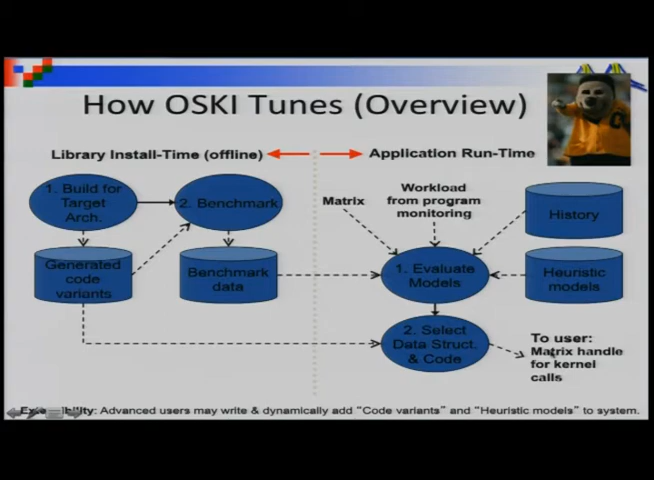 How OSKI Tunes (Overview)
Library Install-Time (offline)
Application Run-Time
1. Build for
Target
Arch.
2. Benchmark
Generated
code
variants
Benchmark
data
Matrix
Workload
from program
monitoring
History
1. Evaluate
Models
Heuristic
models
2. Select
Data Struct.
& Code
To user:
Matrix handle
for kernel
calls
Advanced users may write & dynamically add "Code variants" and "Heuristic models" to system.